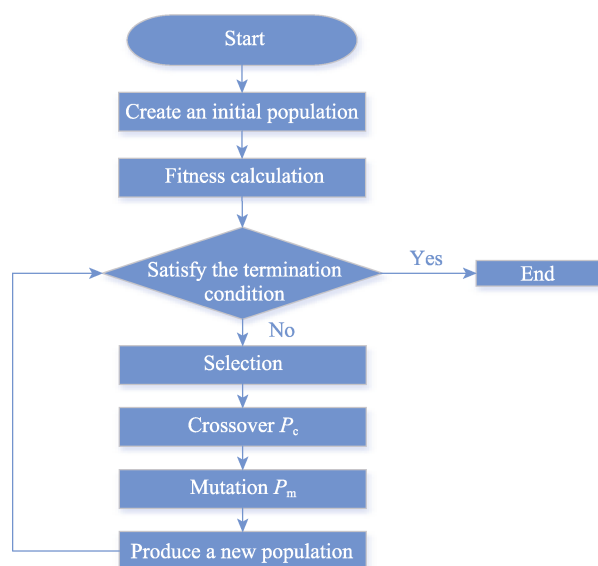 Start
Create an initial population
Fitness calculation
Satisfy the termination
condition
Yes
End
No
Selection
Crossover Pc
Mutation Pm
Produce a new population